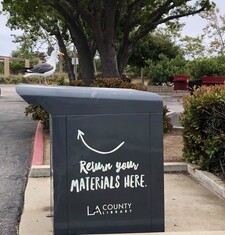 Return your
MATERIALS HERE.
LA COUNTY
LIBRARY